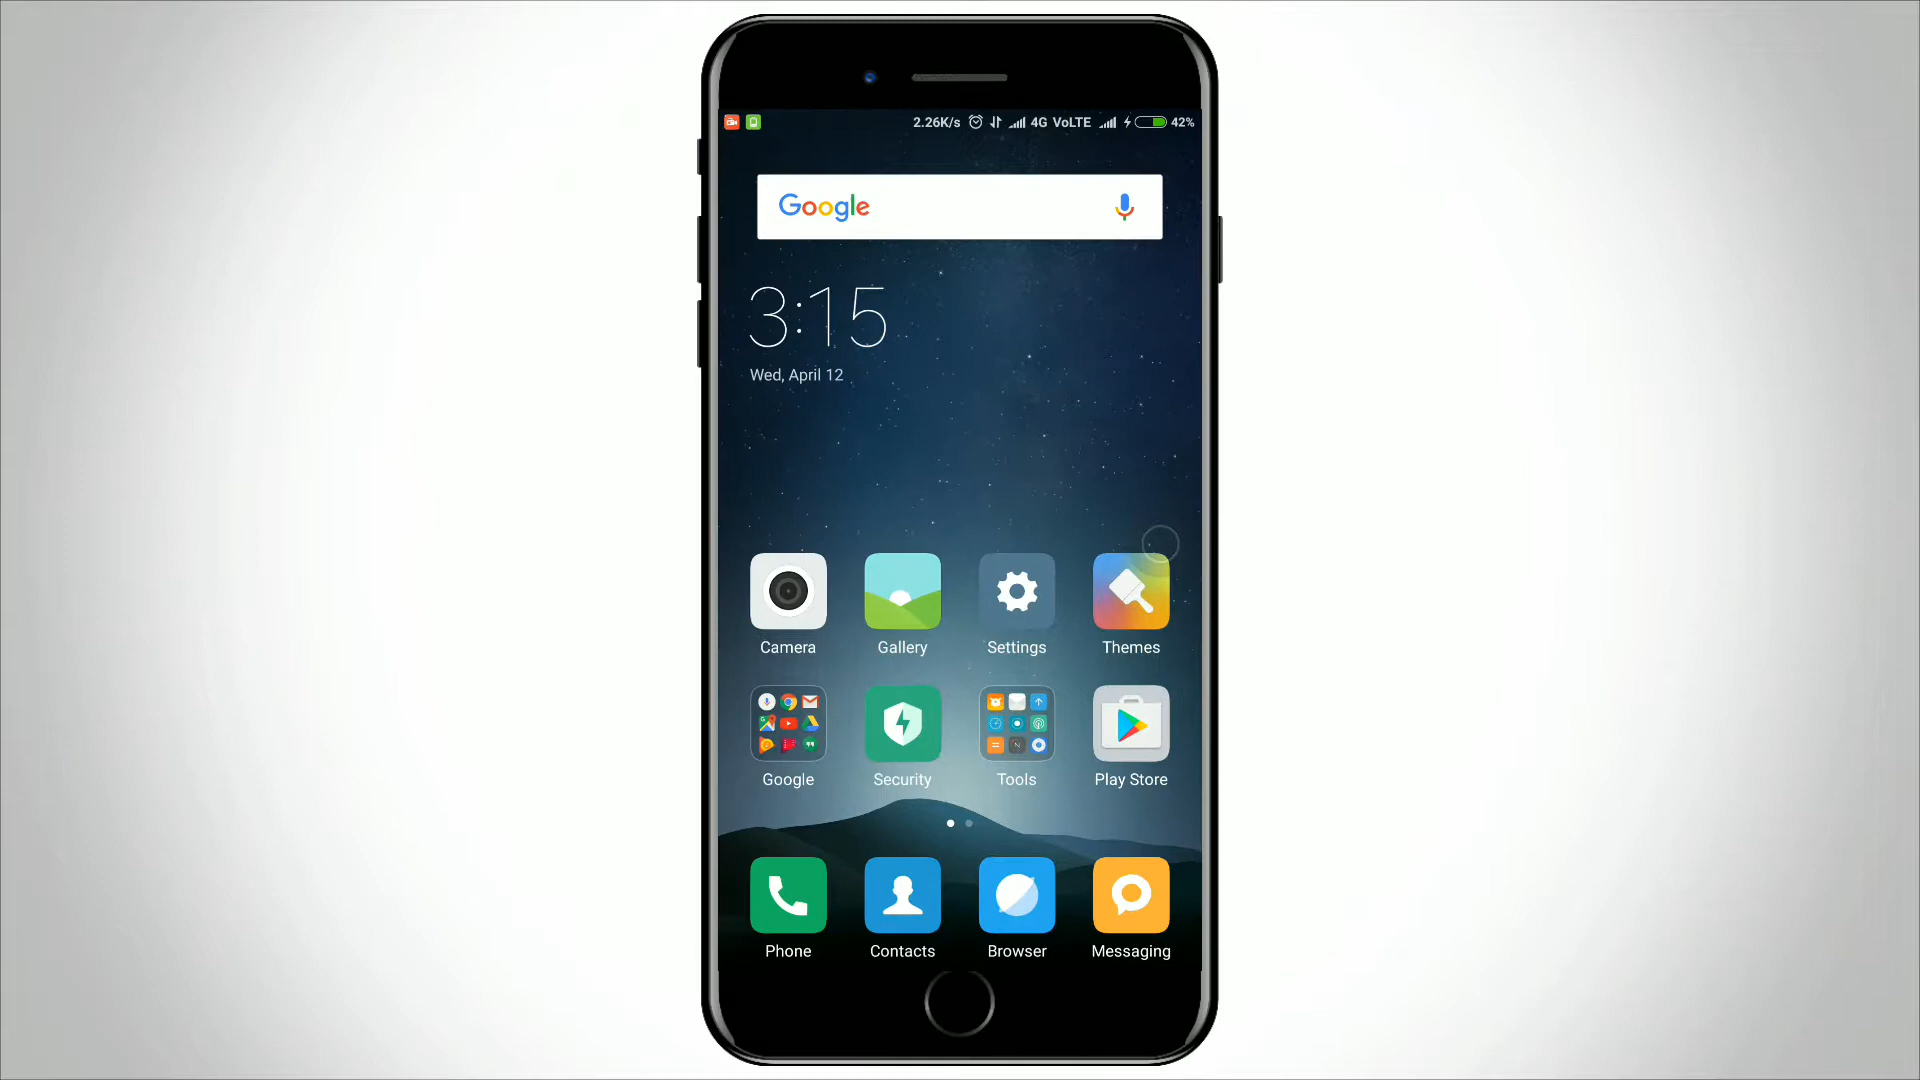 2.26K/s 4G VoLTE 42%
Google
3:15
Wed, April 12
Camera Gallery Settings Themes
Google Security Tools Play Store
Phone Contacts Browser Messaging